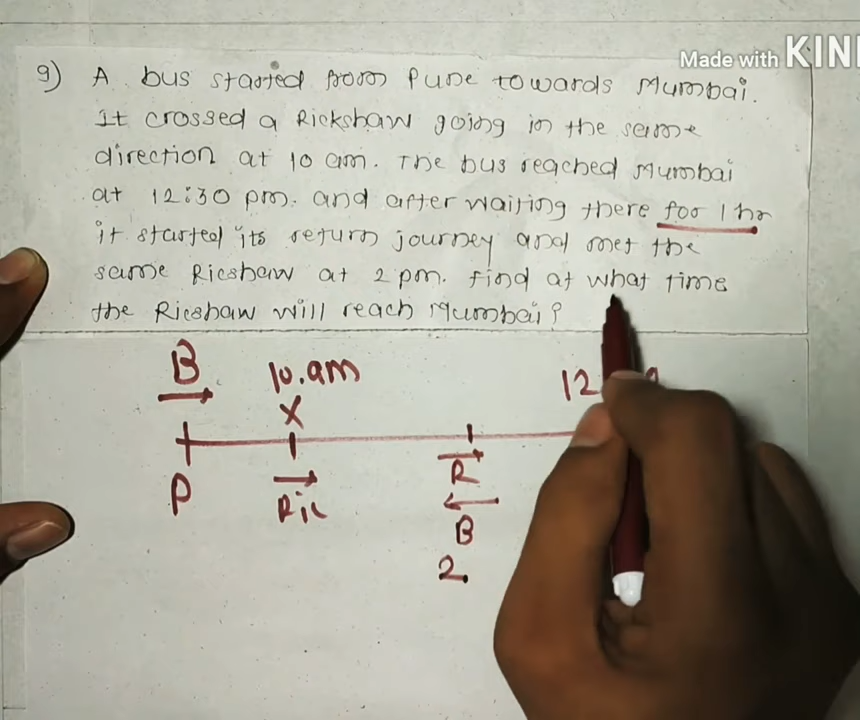 Made with KIN
9) A bus started from Pune towards Mumbai.
It crossed a Rickshaw going in the same
direction at 10 am. The bus reached Mumbai
at 12:30 pm. and after waiting there for 1 hr
it started its return journey and met the
same Ricshaw at 2 pm. find at what time
the Ricshaw will reach Mumbai?
B
10.am
12
X
P
Ric
R
B
2